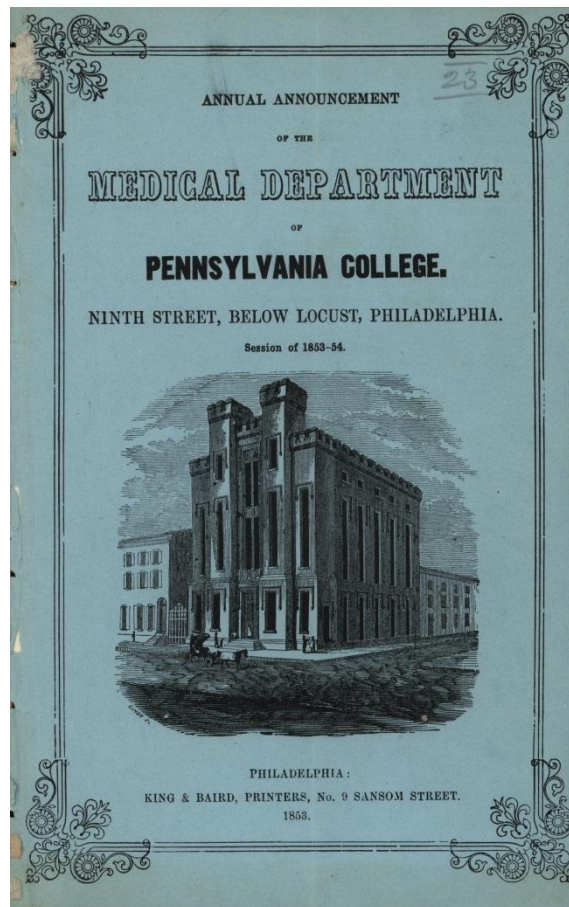 23
ANNUAL ANNOUNCEMENT
OF THE
MEDICAL DEPARTMENT
OF
PENNSYLVANIA COLLEGE.
NINTH STREET, BELOW LOCUST, PHILADELPHIA.
Session of 1853-54.
PHILADELPHIA:
KING & BAIRD, PRINTERS, No. 9 SANSOM STREET.
1853.